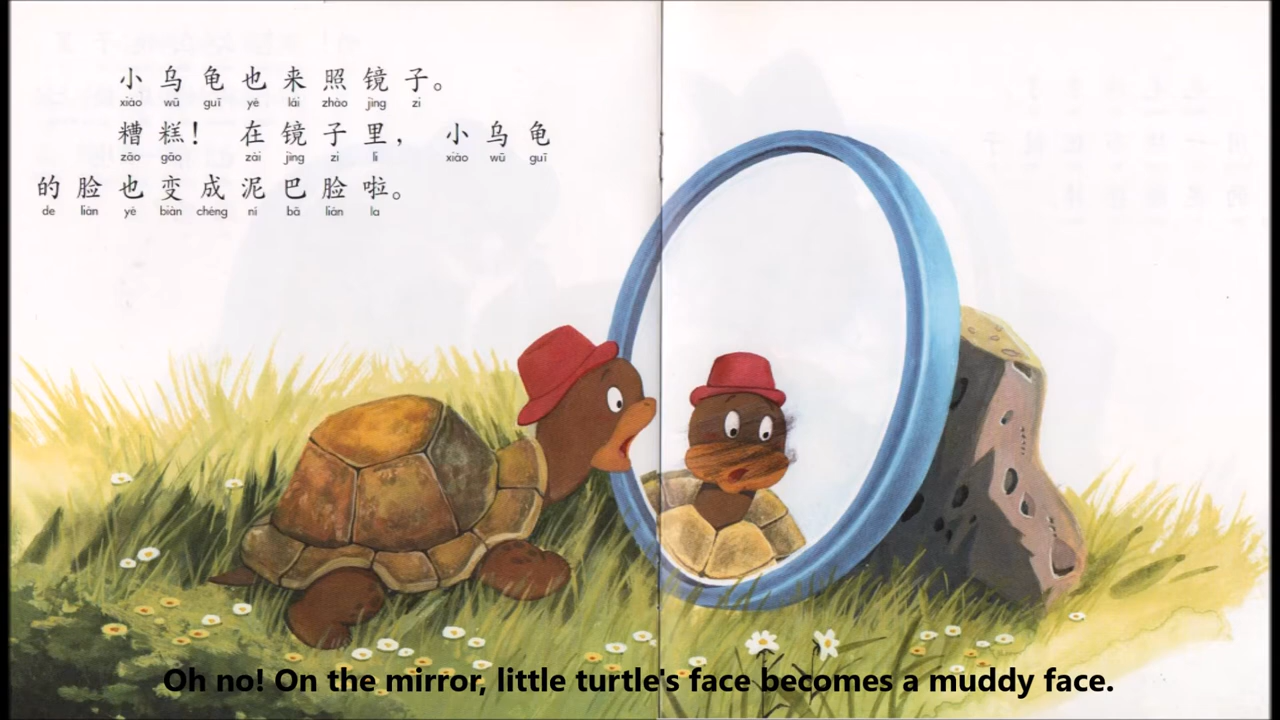 小乌龟也来照镜子。
xiǎo wū guī yě lái zhào jìng zi
糟糕！ 在镜子里， 小乌龟
zāo gāo zài jìng zi lǐ xiǎo wū guī
的脸也变成泥巴脸啦。
de liǎn yě biàn chéng ní bā liǎn la
Oh no! On the mirror, little turtle's face becomes a muddy face.